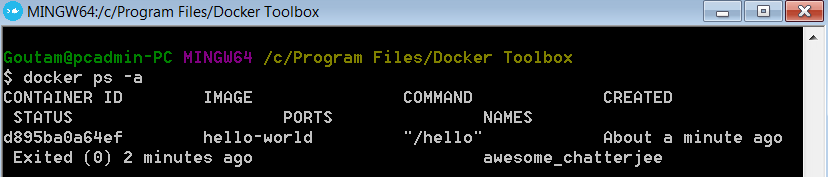 MINGW64:/c/Program Files/Docker Toolbox
Goutam@pcadmin-PC MINGW64 /c/Program Files/Docker Toolbox
$ docker ps -a
CONTAINER ID IMAGE COMMAND CREATED
STATUS PORTS NAMES
d895ba0a64ef hello-world "/hello" About a minute ago
Exited (0) 2 minutes ago awesome_chatterjee